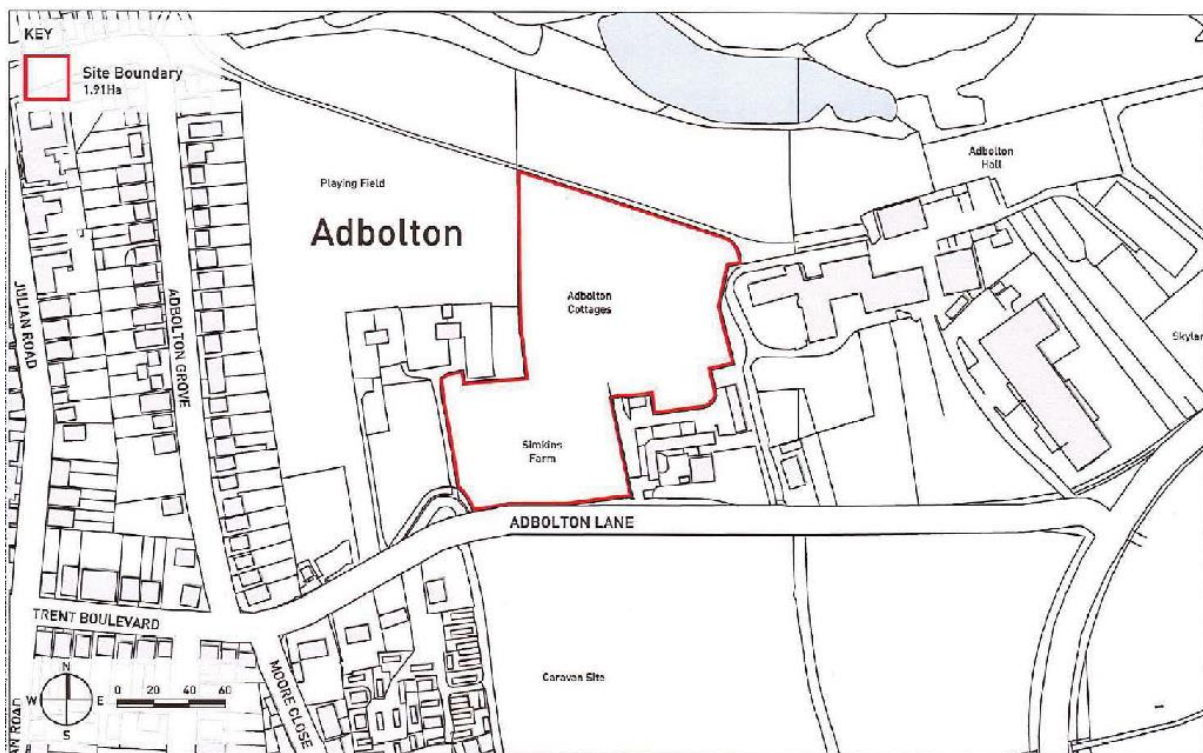 KEY
Site Boundary
1.91Ha
Playing Field
Adbolton
Adbolton
Hall
Adbolton
Cottages
JULIAN ROAD
ADBOLTON GROVE
Simkins
Farm
ADBOLTON LANE
TRENT BOULEVARD
MOORE CLOSE
Caravan Site
N
W
E
S
0 20 40 60